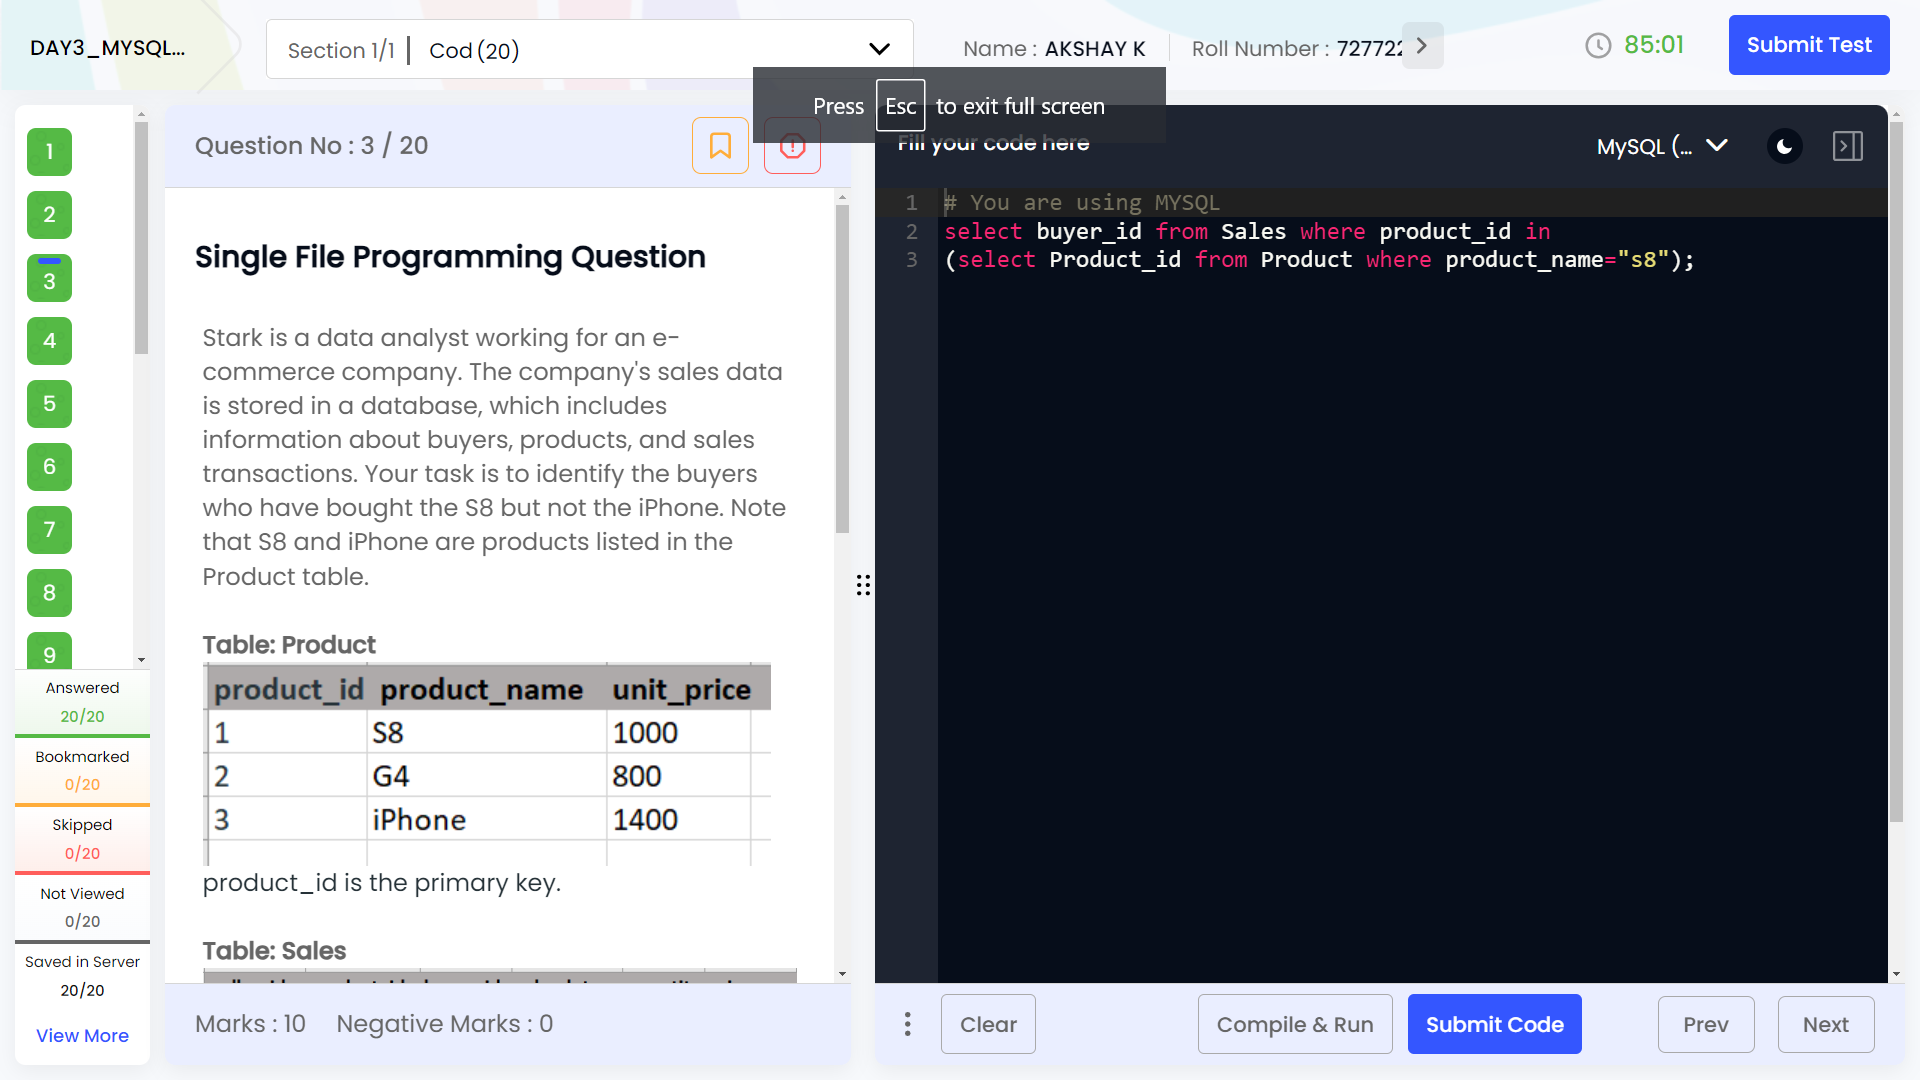 DAY3_MYSQL...
Section 1/1 | Cod (20)
Name : AKSHAY K
Roll Number : 727722
85:01
Submit Test
Press Esc to exit full screen
1
2
3
4
5
6
7
8
9
Answered
20/20
Bookmarked
0/20
Skipped
0/20
Not Viewed
0/20
Saved in Server
20/20
View More
Question No : 3 / 20
Single File Programming Question
Stark is a data analyst working for an e-
commerce company. The company's sales data
is stored in a database, which includes
information about buyers, products, and sales
transactions. Your task is to identify the buyers
who have bought the S8 but not the iPhone. Note
that S8 and iPhone are products listed in the
Product table.
Table: Product
product_id product_name unit_price
1 S8 1000
2 G4 800
3 iPhone 1400
product_id is the primary key.
Table: Sales
Marks : 10 Negative Marks : 0
Fill your code here
MySQL (...
1 # You are using MYSQL
2 select buyer_id from Sales where product_id in
3 (select Product_id from Product where product_name="s8");
Clear
Compile & Run
Submit Code
Prev
Next